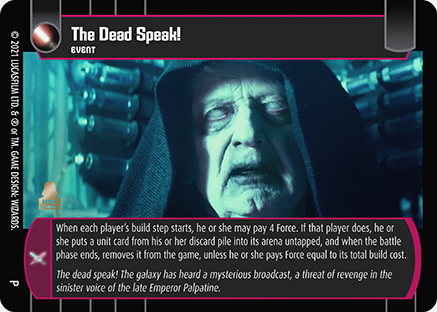 The Dead Speak!
EVENT
When each player's build step starts, he or she may pay 4 Force. If that player does, he or
she puts a unit card from his or her discard pile into its arena untapped, and when the battle
phase ends, removes it from the game, unless he or she pays Force equal to its total build cost.
The dead speak! The galaxy has heard a mysterious broadcast, a threat of revenge in the
sinister voice of the late Emperor Palpatine.
© 2021 LUCASFILM LTD. & ® or TM. GAME DESIGN: WIZARDS.
P